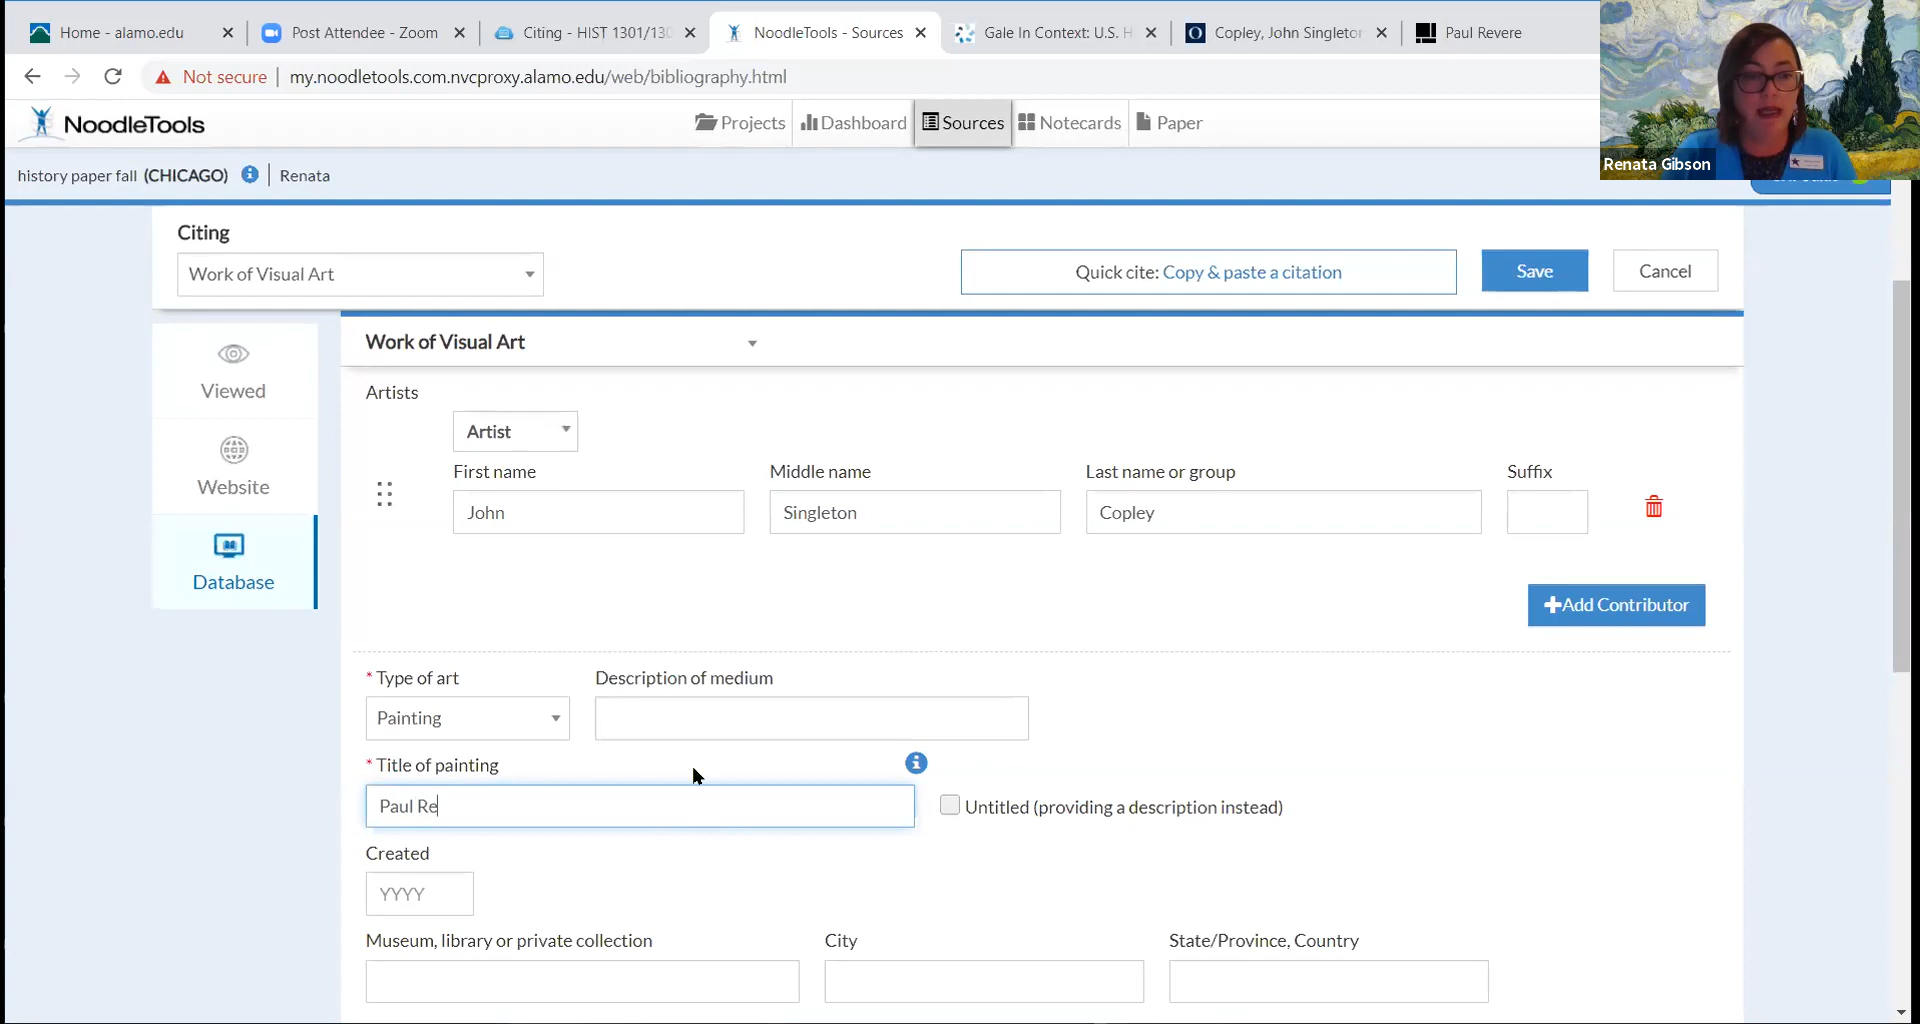 Home - alamo.edu
Post Attendee - Zoom
Citing - HIST 1301/130
NoodleTools - Sources
Gale In Context: U.S. H
Copley, John Singleton
Paul Revere
Not secure
my.noodletools.com.nvcproxy.alamo.edu/web/bibliography.html
NoodleTools
Projects
Dashboard
Sources
Notecards
Paper
Renata Gibson
history paper fall (CHICAGO)
Renata
Citing
Work of Visual Art
Quick cite: Copy & paste a citation
Save
Cancel
Viewed
Website
Database
Work of Visual Art
Artists
Artist
First name
Middle name
Last name or group
Suffix
John
Singleton
Copley
+Add Contributor
* Type of art
Description of medium
Painting
* Title of painting
Paul Re
Untitled (providing a description instead)
Created
YYYY
Museum, library or private collection
City
State/Province, Country